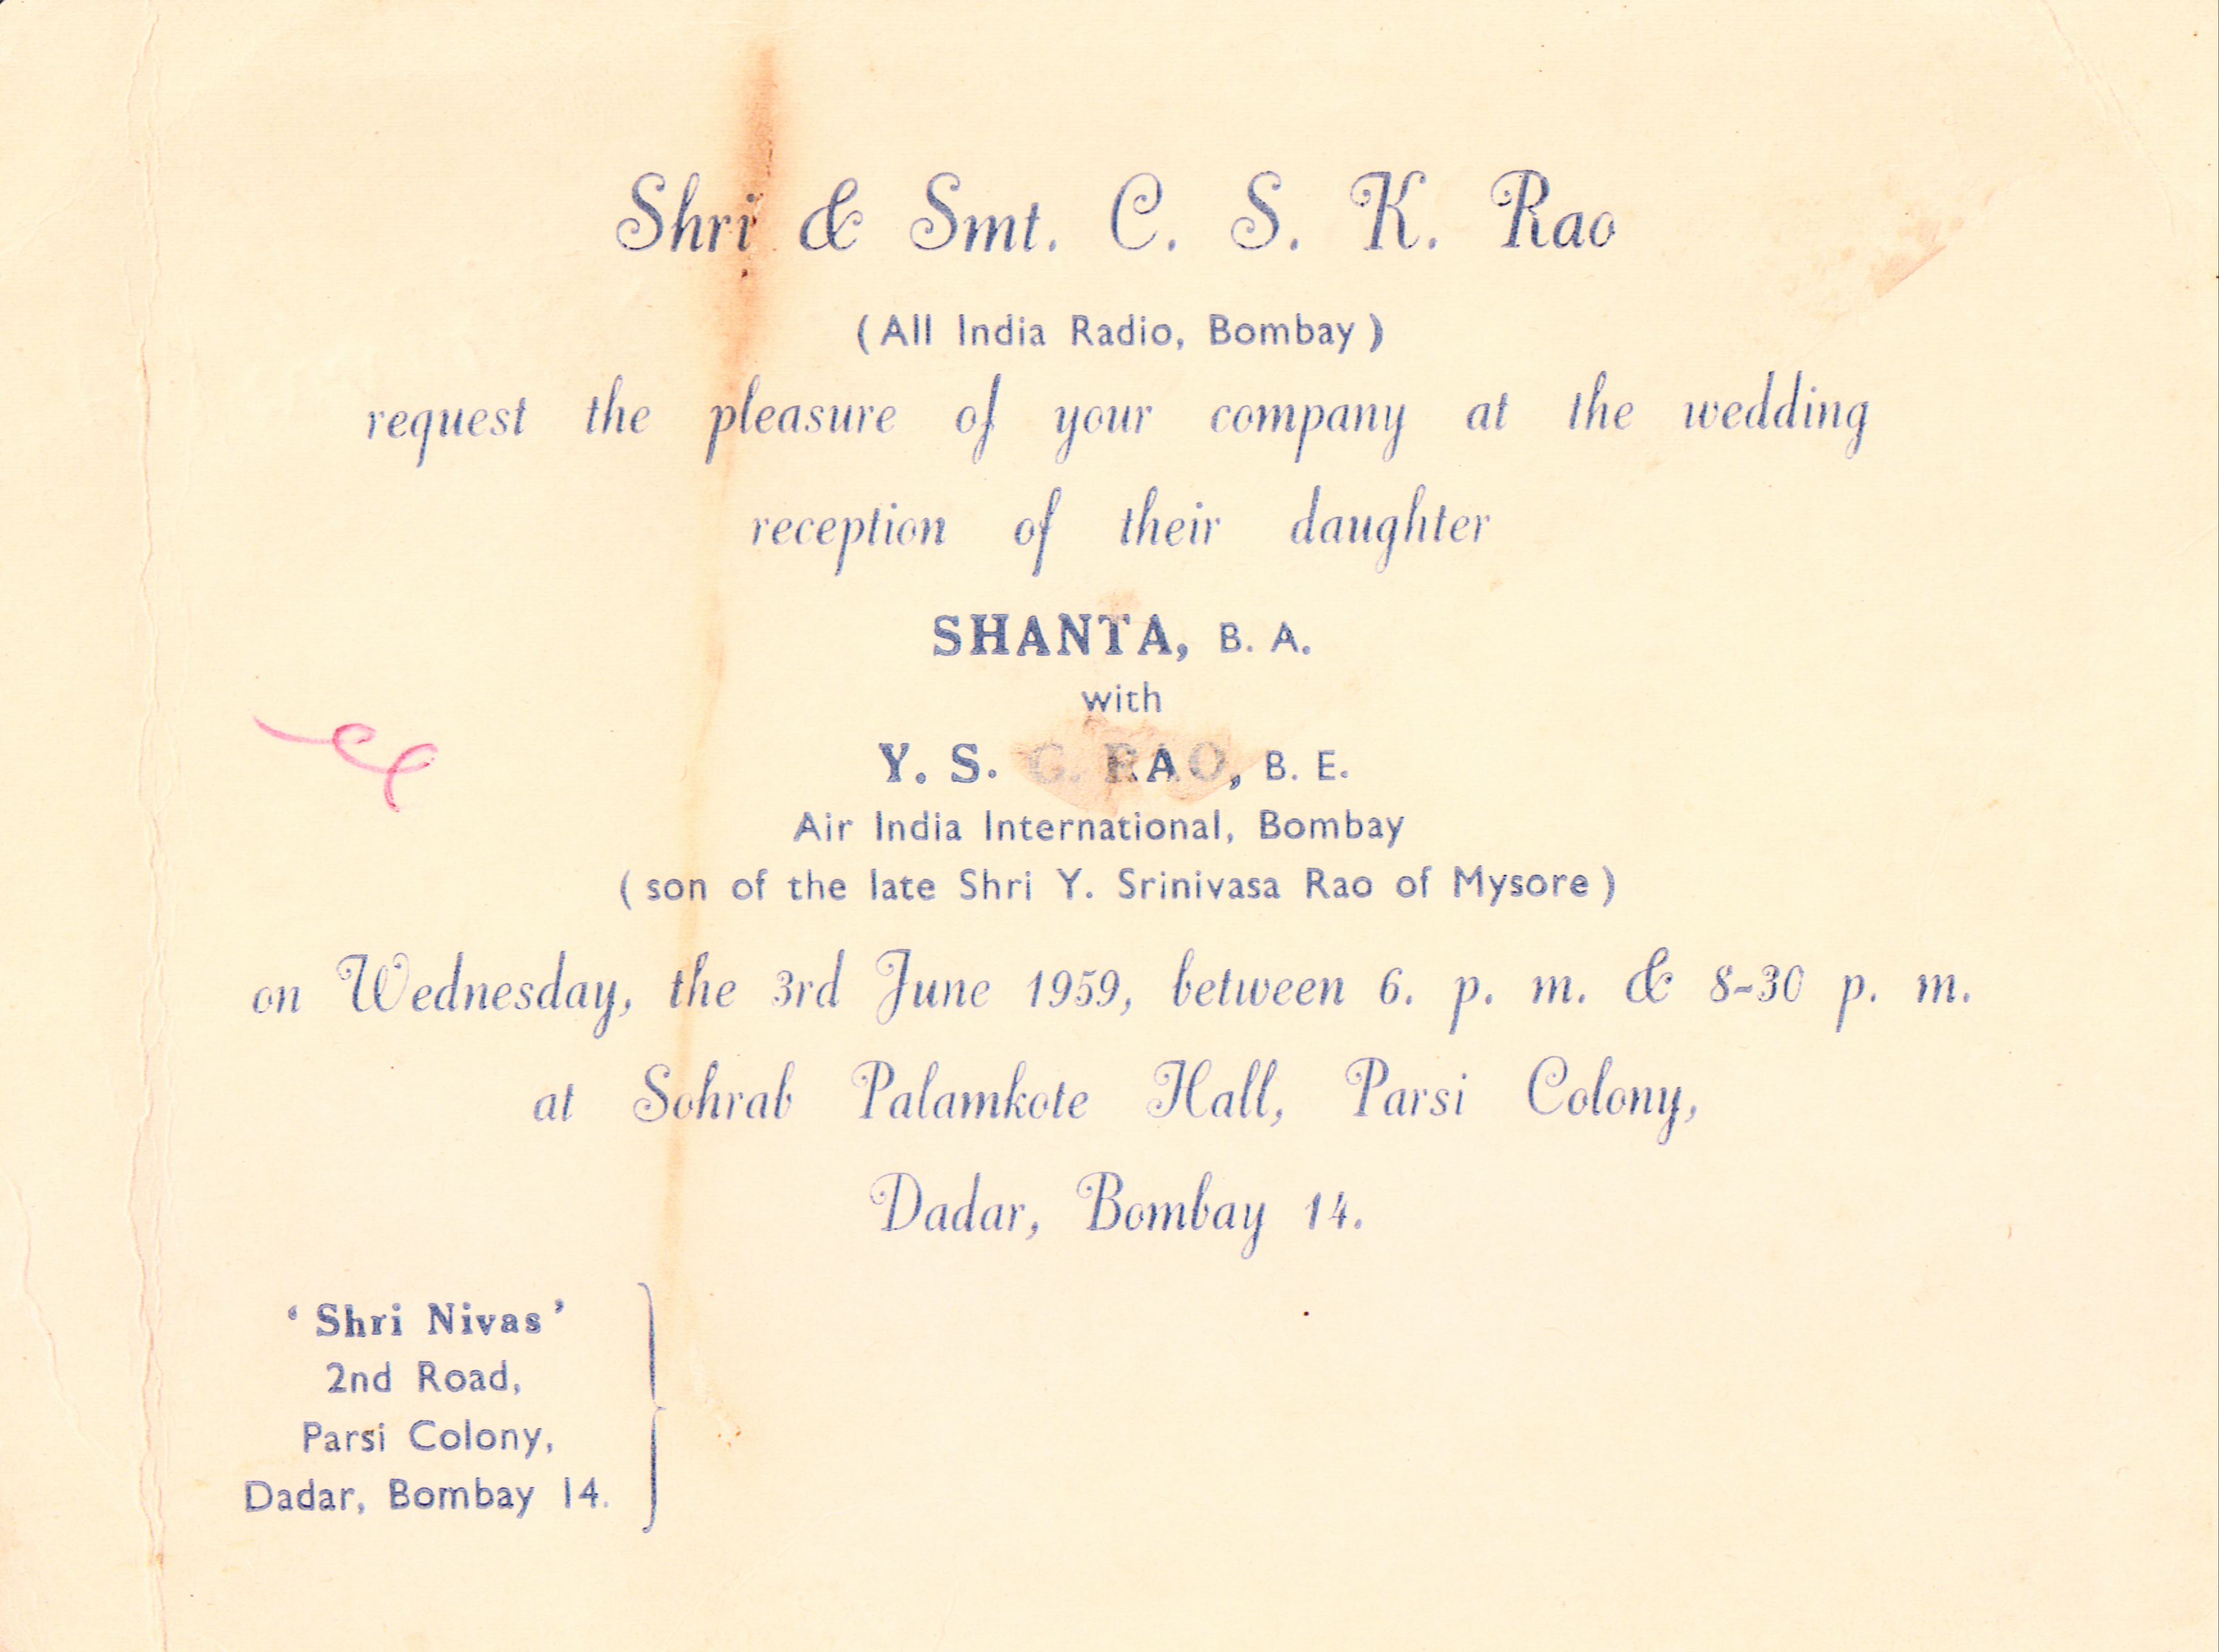 Shri & Smt. C. S. K. Rao
(All India Radio, Bombay)
request the pleasure of your company at the wedding
reception of their daughter
SHANTA, B. A.
with
Y. S. G. RAO, B. E.
Air India International, Bombay
(son of the late Shri Y. Srinivasa Rao of Mysore)
on Wednesday, the 3rd June 1959, between 6. p. m. & 8-30 p. m.
at Sohrab Palamkote Hall, Parsi Colony,
Dadar, Bombay 14.
'Shri Nivas'
2nd Road,
Parsi Colony,
Dadar, Bombay 14.